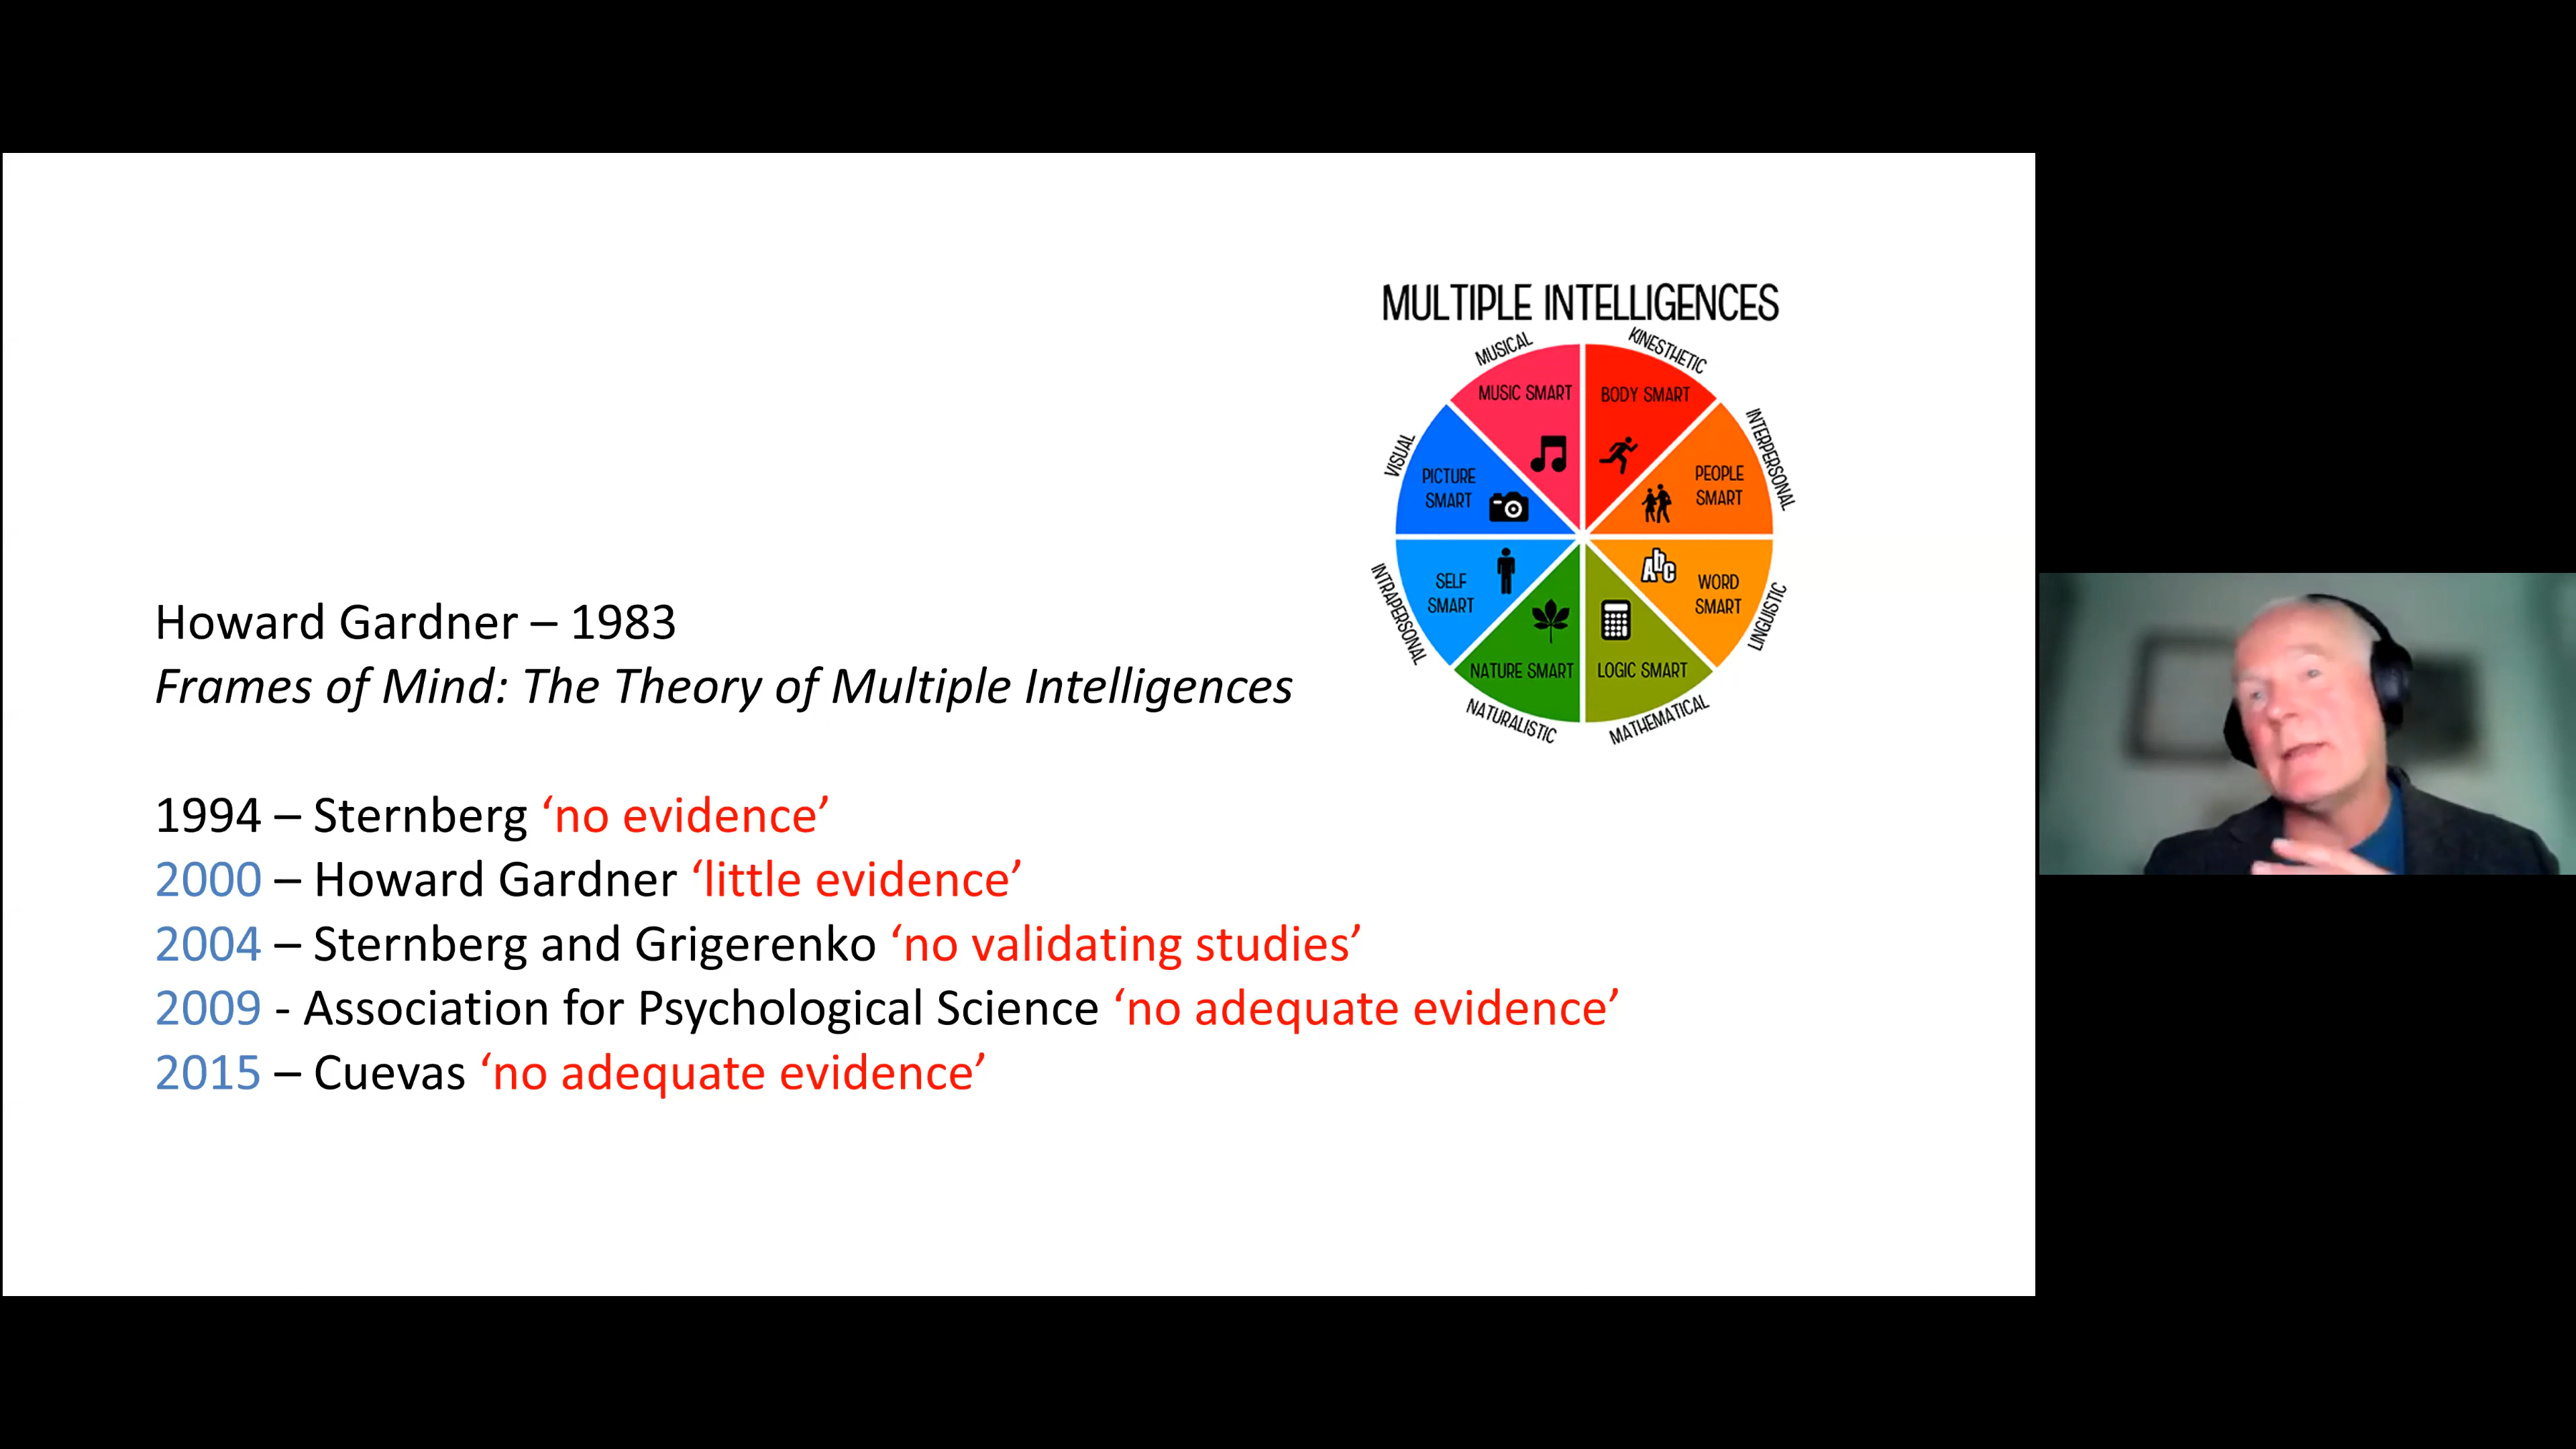 MULTIPLE INTELLIGENCES
MUSICAL
KINESTHETIC
MUSIC SMART
BODY SMART
VISUAL
INTERPERSONAL
PICTURE
SMART
PEOPLE
SMART
Abc
SELF
SMART
WORD
SMART
INTRAPERSONAL
LINGUISTIC
NATURE SMART
LOGIC SMART
NATURALISTIC
MATHEMATICAL
Howard Gardner – 1983
Frames of Mind: The Theory of Multiple Intelligences
1994 – Sternberg ‘no evidence’
2000 – Howard Gardner ‘little evidence’
2004 – Sternberg and Grigerenko ‘no validating studies’
2009 - Association for Psychological Science ‘no adequate evidence’
2015 – Cuevas ‘no adequate evidence’